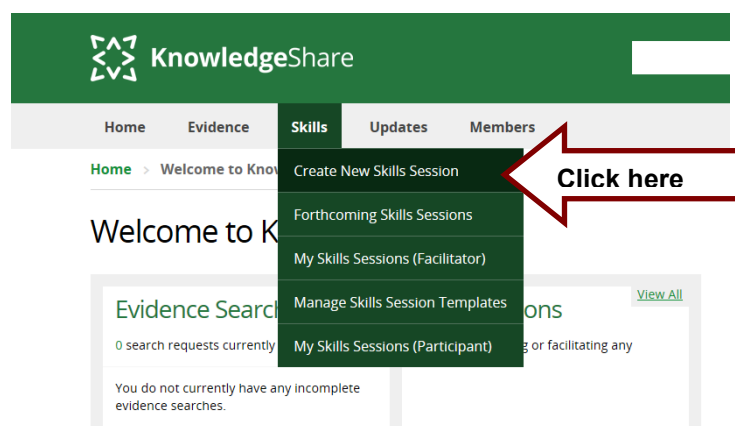 KnowledgeShare
Home Evidence Skills Updates Members
Home > Welcome to Know
Create New Skills Session
Click here
Forthcoming Skills Sessions
Welcome to K
My Skills Sessions (Facilitator)
Manage Skills Session Templates
My Skills Sessions (Participant)
Evidence Searc
ons
View All
0 search requests currently
g or facilitating any
You do not currently have any incomplete
evidence searches.